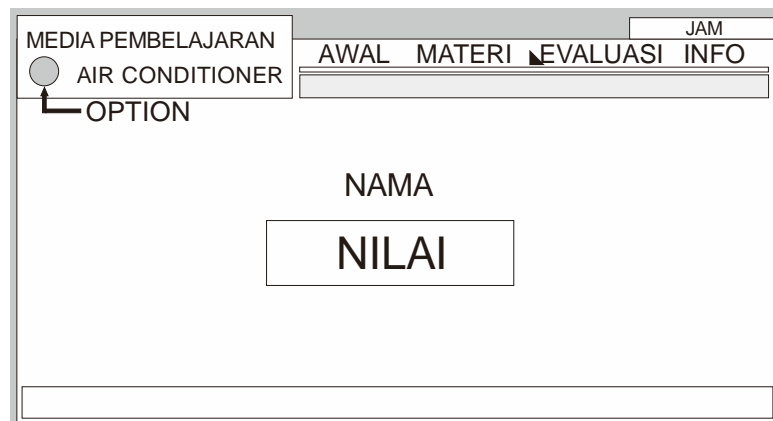 MEDIA PEMBELAJARAN
AIR CONDITIONER
OPTION
JAM
AWAL MATERI EVALUASI INFO
NAMA
NILAI